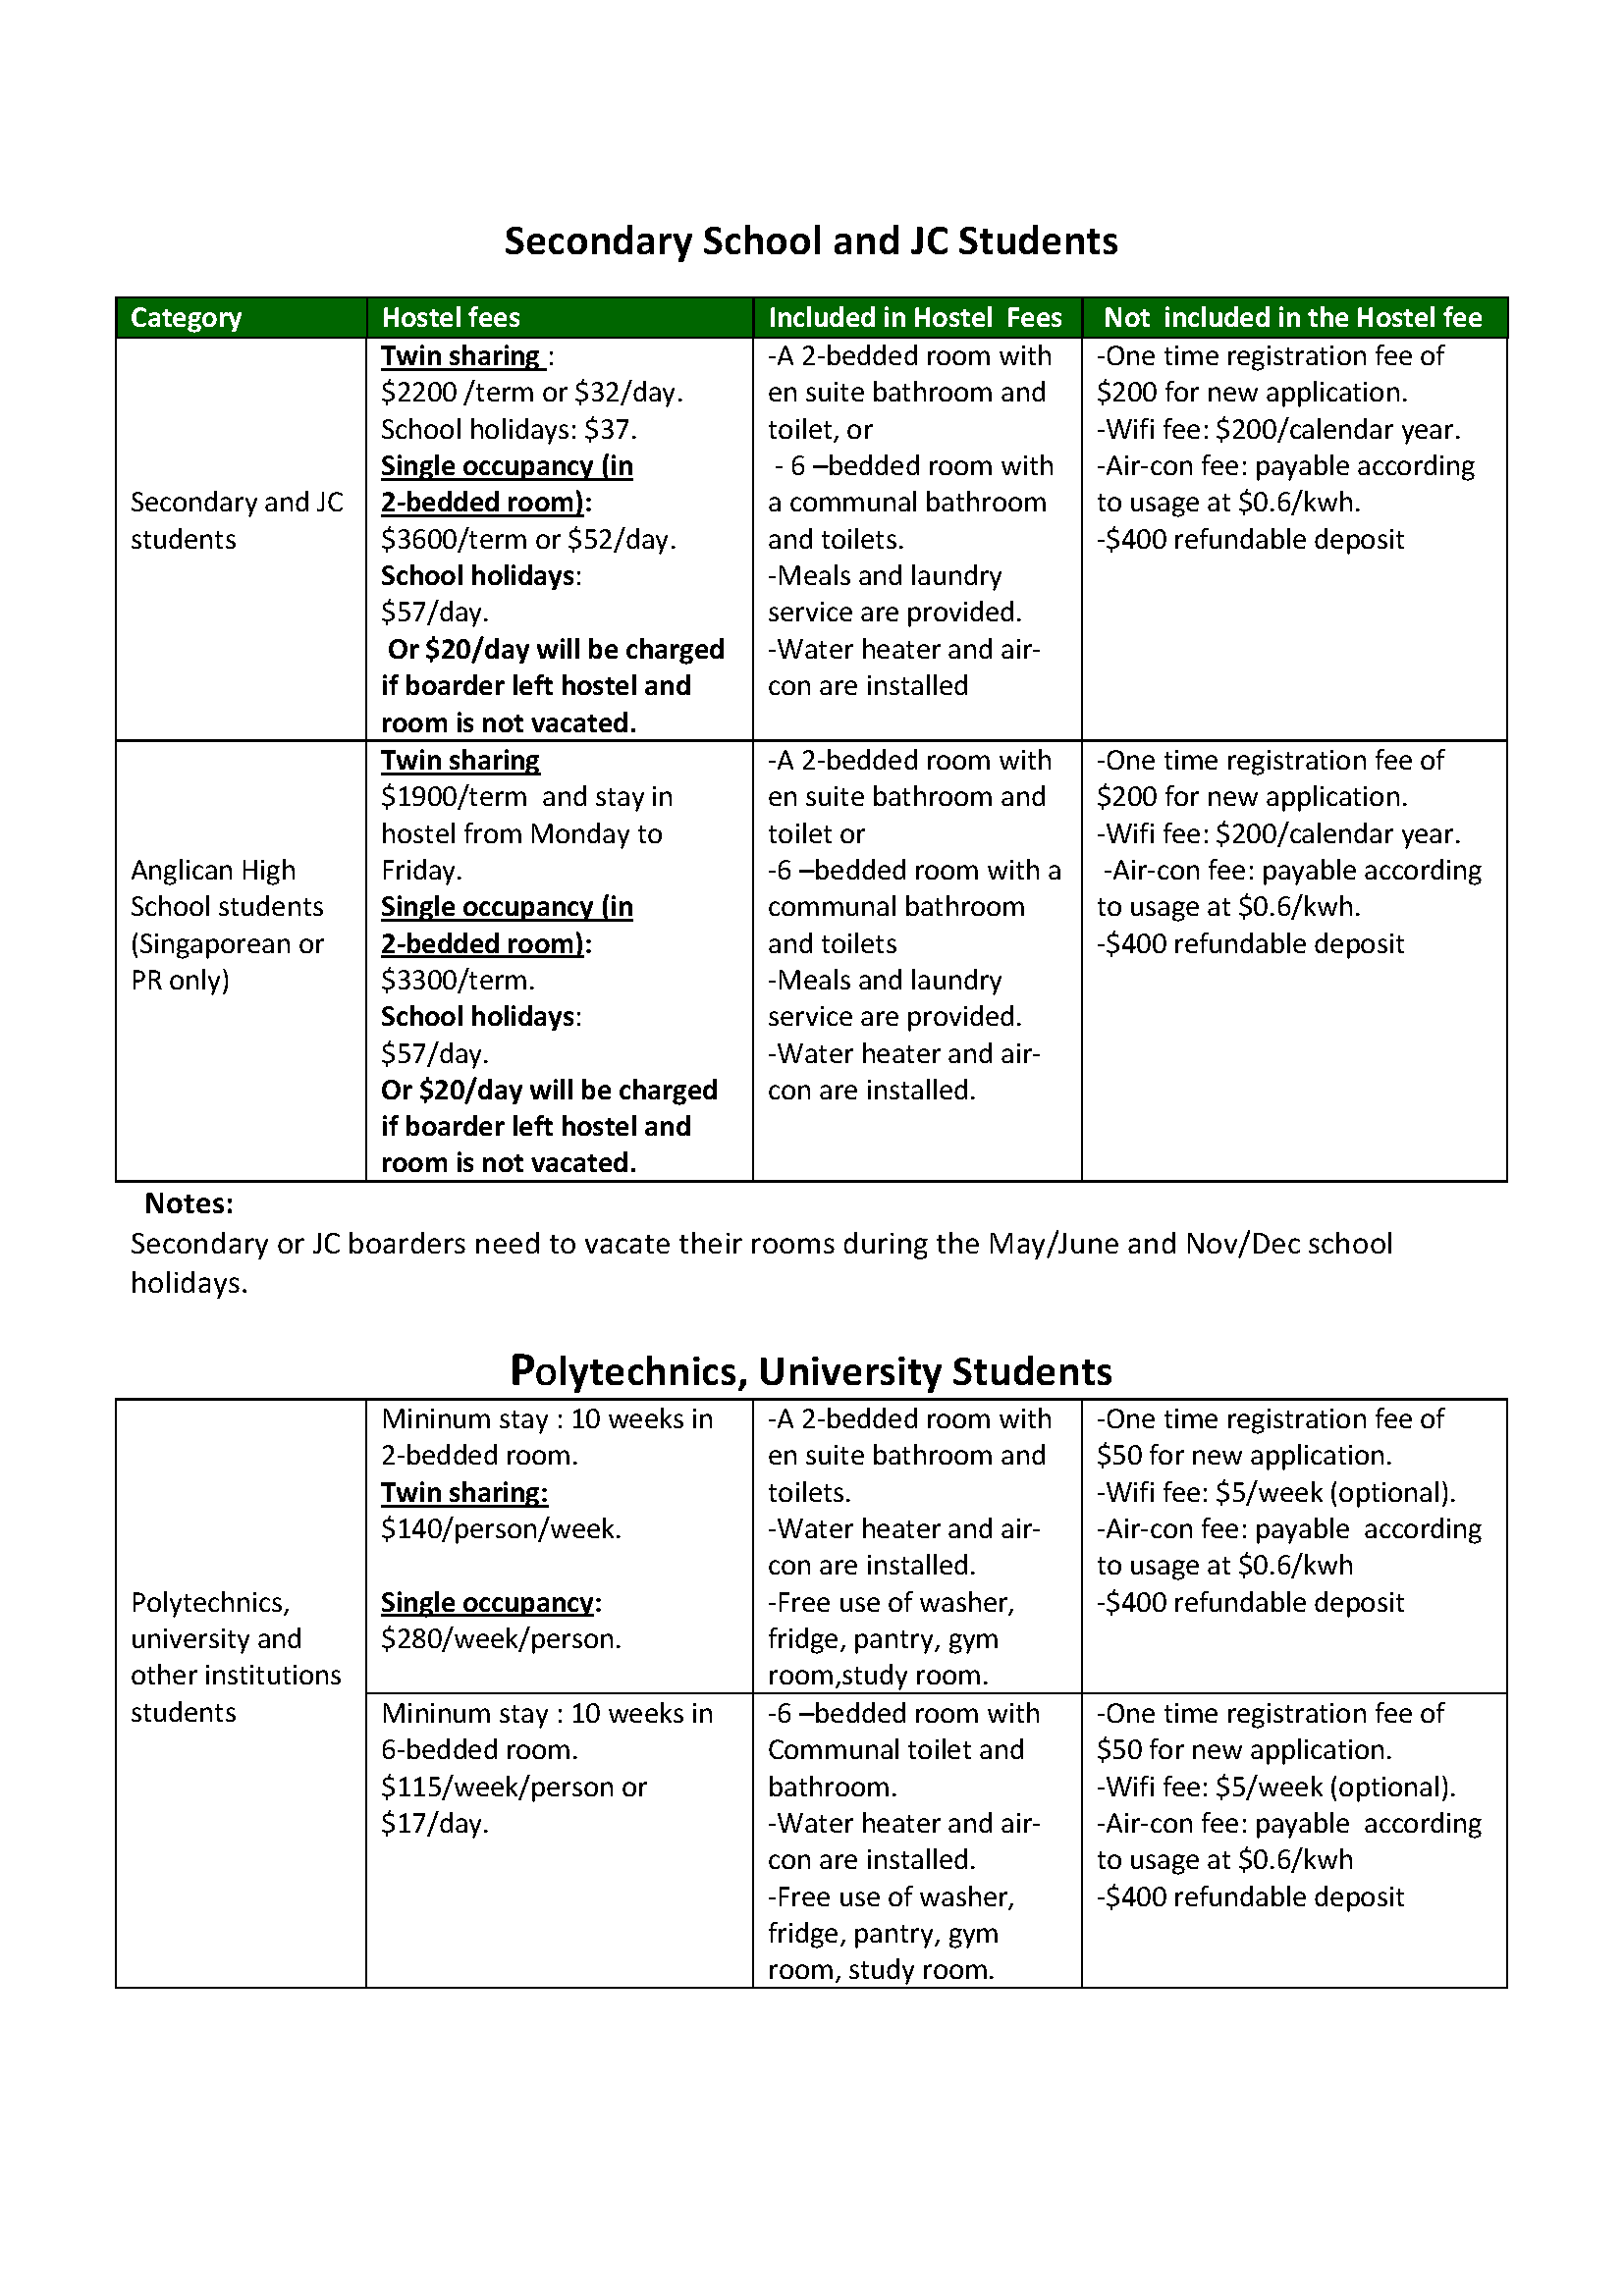 Secondary School and JC Students
Category
Hostel fees
Included in Hostel Fees
Not included in the Hostel fee
Secondary and JC
students
Twin sharing :
$2200 /term or $32/day.
School holidays: $37.
Single occupancy (in
2-bedded room):
$3600/term or $52/day.
School holidays:
$57/day.
Or $20/day will be charged
if boarder left hostel and
room is not vacated.
-A 2-bedded room with
en suite bathroom and
toilet, or
- 6 –bedded room with
a communal bathroom
and toilets.
-Meals and laundry
service are provided.
-Water heater and air-
con are installed
-One time registration fee of
$200 for new application.
-Wifi fee: $200/calendar year.
-Air-con fee: payable according
to usage at $0.6/kwh.
-$400 refundable deposit
Anglican High
School students
(Singaporean or
PR only)
Twin sharing
$1900/term and stay in
hostel from Monday to
Friday.
Single occupancy (in
2-bedded room):
$3300/term.
School holidays:
$57/day.
Or $20/day will be charged
if boarder left hostel and
room is not vacated.
-A 2-bedded room with
en suite bathroom and
toilet or
-6 –bedded room with a
communal bathroom
and toilets
-Meals and laundry
service are provided.
-Water heater and air-
con are installed.
-One time registration fee of
$200 for new application.
-Wifi fee: $200/calendar year.
-Air-con fee: payable according
to usage at $0.6/kwh.
-$400 refundable deposit
Notes:
Secondary or JC boarders need to vacate their rooms during the May/June and Nov/Dec school
holidays.
Polytechnics, University Students
Polytechnics,
university and
other institutions
students
Mininum stay : 10 weeks in
2-bedded room.
Twin sharing:
$140/person/week.
Single occupancy:
$280/week/person.
-A 2-bedded room with
en suite bathroom and
toilets.
-Water heater and air-
con are installed.
-Free use of washer,
fridge, pantry, gym
room,study room.
-One time registration fee of
$50 for new application.
-Wifi fee: $5/week (optional).
-Air-con fee: payable according
to usage at $0.6/kwh
-$400 refundable deposit
Mininum stay : 10 weeks in
6-bedded room.
$115/week/person or
$17/day.
-6 –bedded room with
Communal toilet and
bathroom.
-Water heater and air-
con are installed.
-Free use of washer,
fridge, pantry, gym
room, study room.
-One time registration fee of
$50 for new application.
-Wifi fee: $5/week (optional).
-Air-con fee: payable according
to usage at $0.6/kwh
-$400 refundable deposit